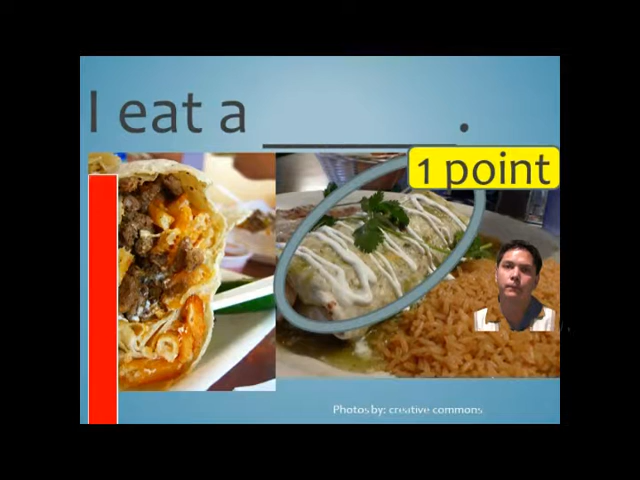 I eat a ________.
1 point
Photos by: creative commons